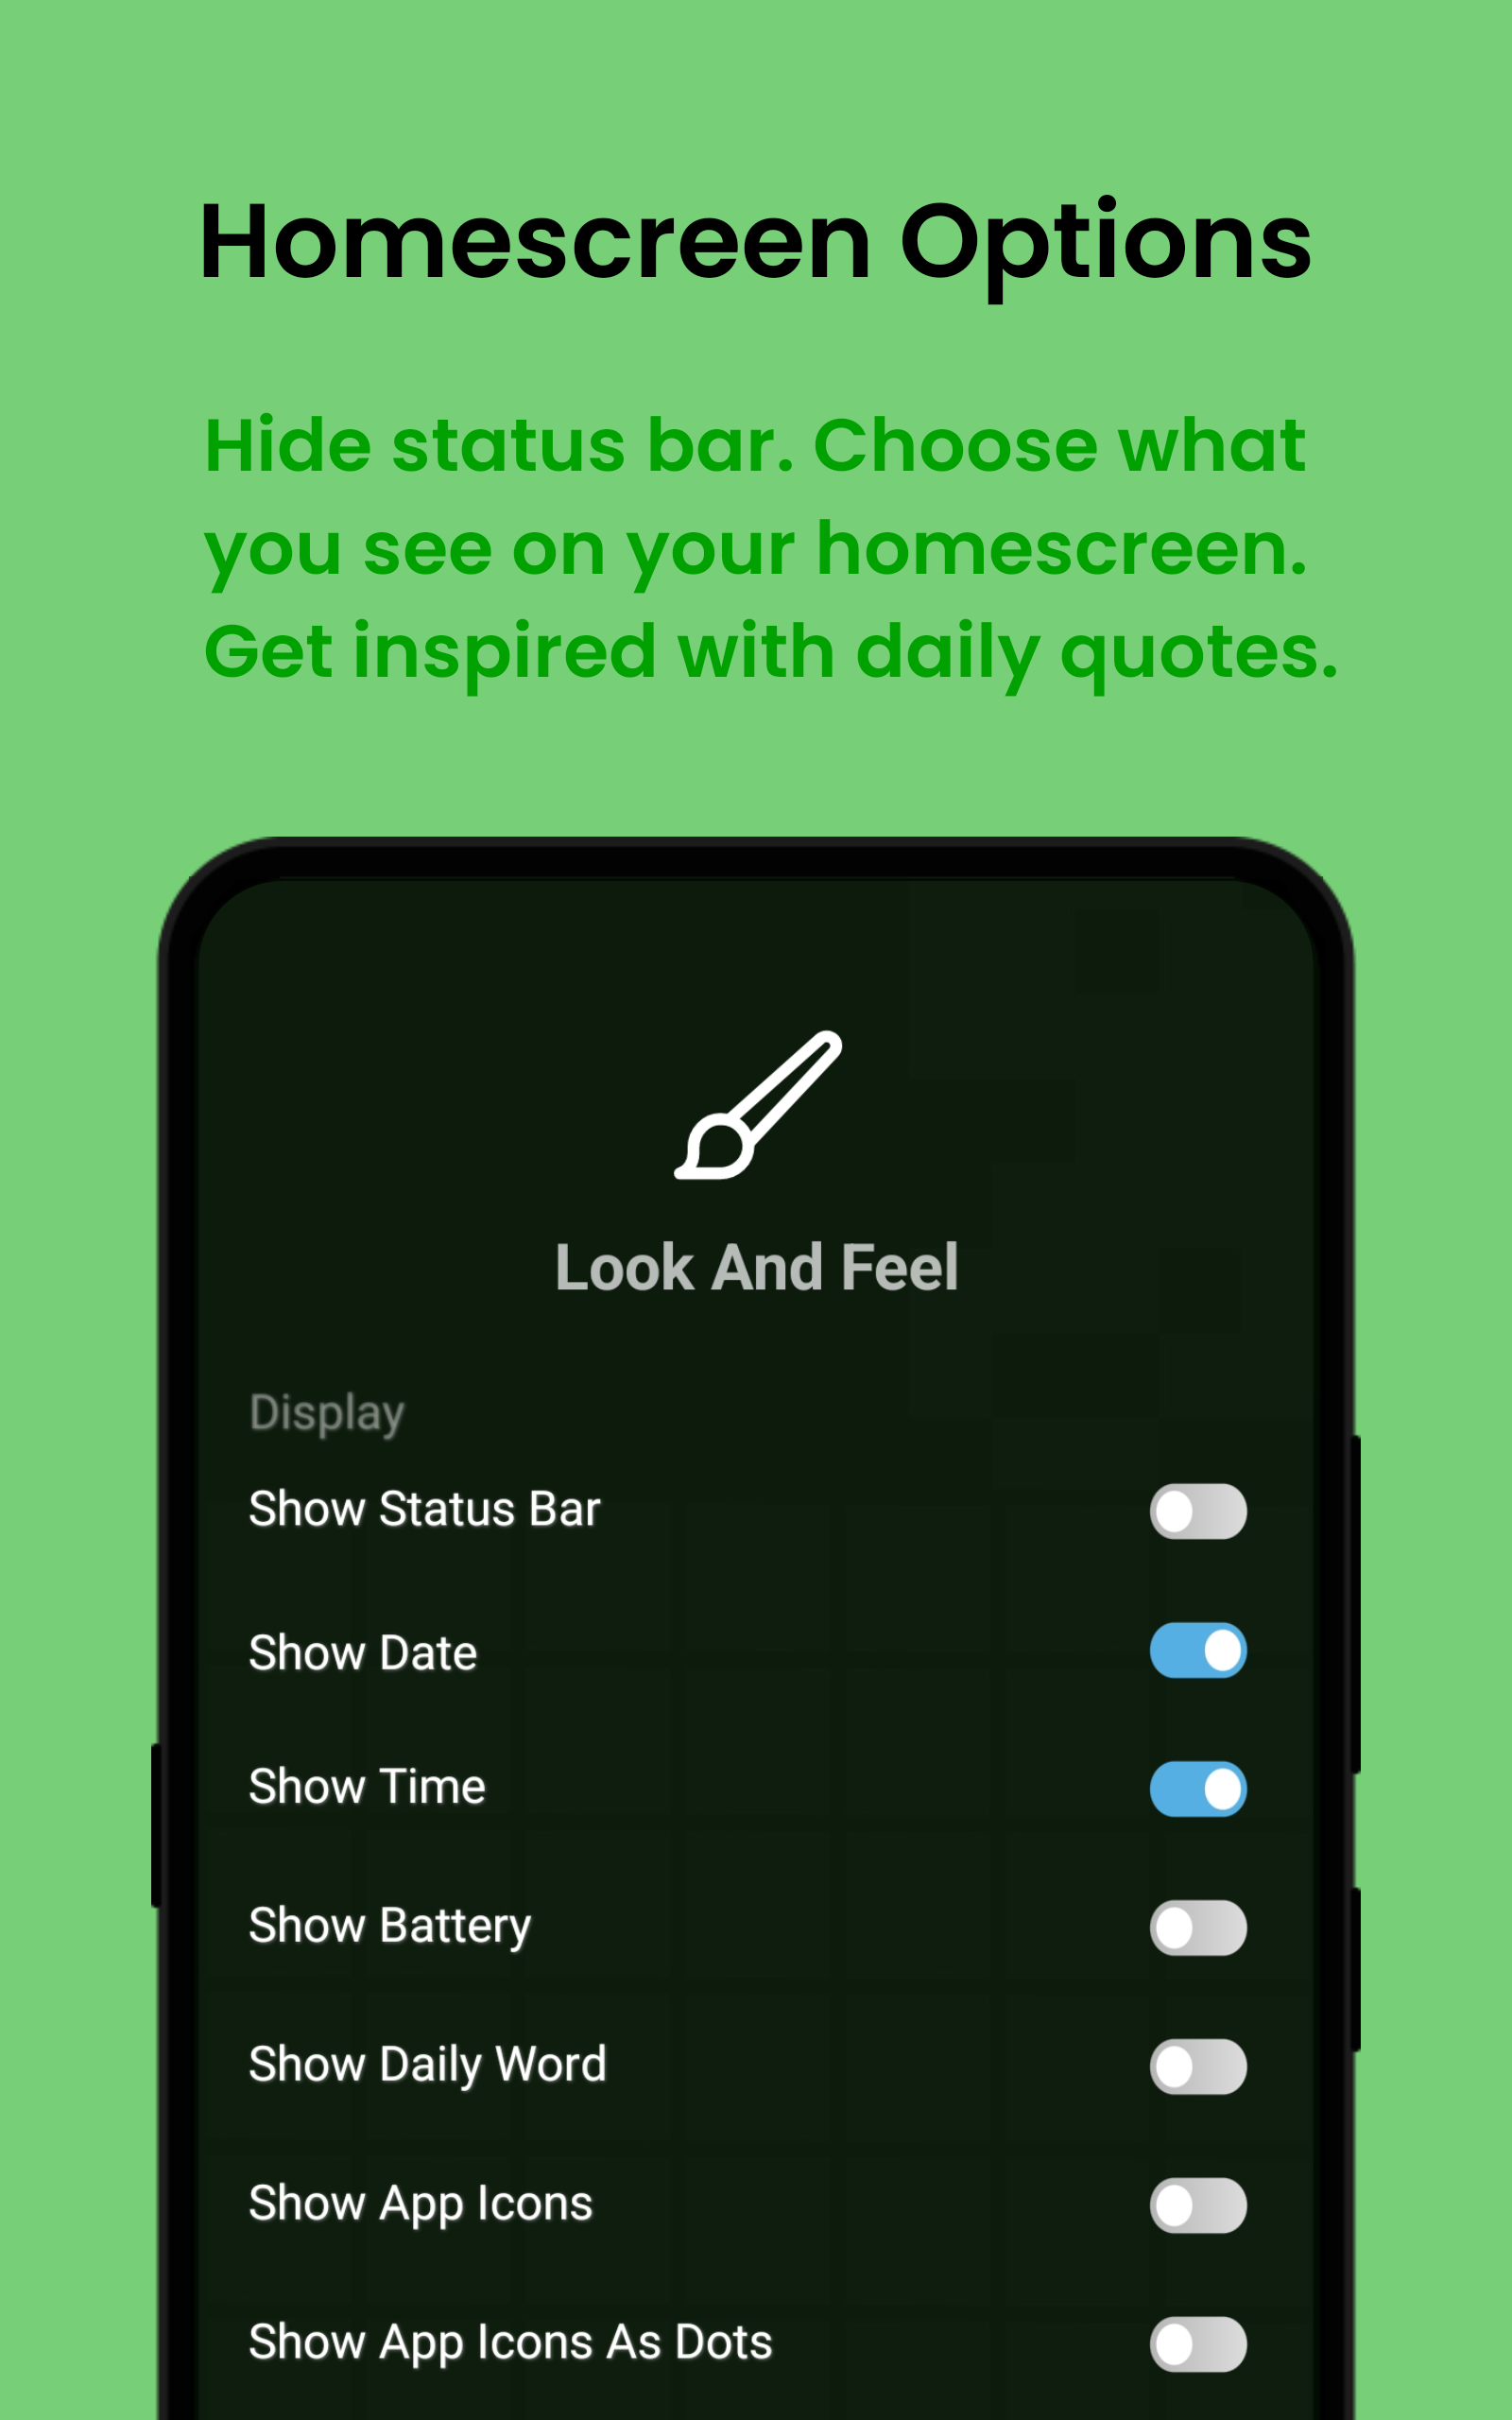 Homescreen Options
Hide status bar. Choose what
you see on your homescreen.
Get inspired with daily quotes.
Look And Feel
Display
Show Status Bar
Show Date
Show Time
Show Battery
Show Daily Word
Show App Icons
Show App Icons As Dots